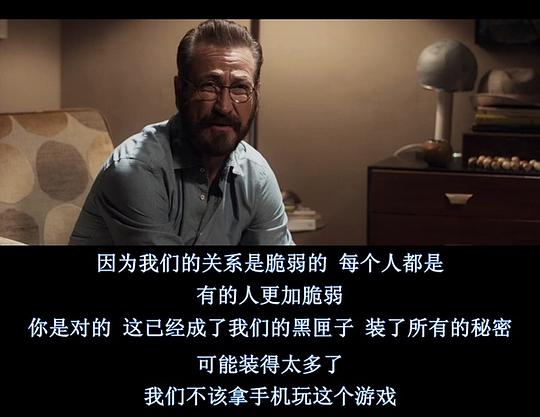 因为我们的关系是脆弱的 每个人都是
有的人更加脆弱
你是对的 这已经成了我们的黑匣子 装了所有的秘密
可能装得太多了
我们不该拿手机玩这个游戏